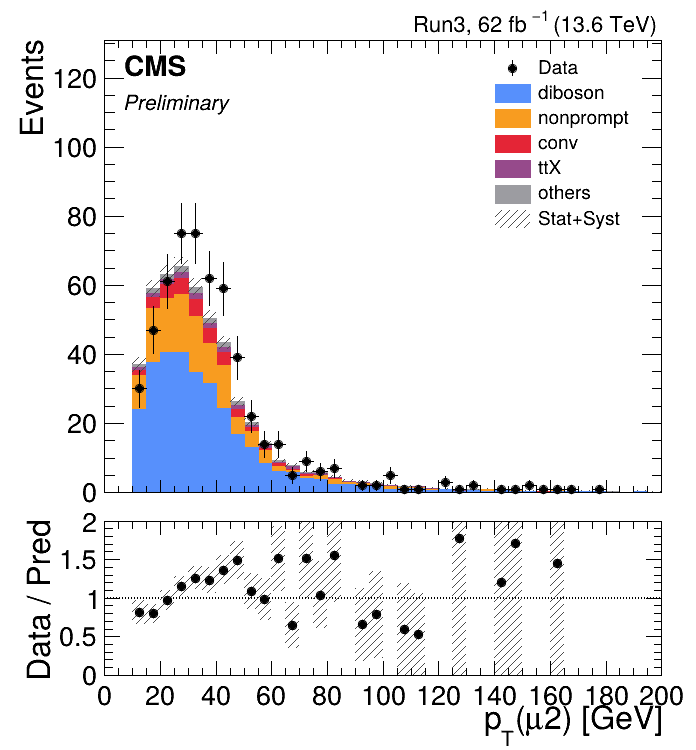 Run3, 62 fb⁻¹ (13.6 TeV)
Events
CMS
Preliminary
Data
diboson
nonprompt
conv
ttX
others
Stat+Syst
120
100
80
60
40
20
0
Data / Pred
2
1.5
1
0.5
0
0 20 40 60 80 100 120 140 160 180 200
p_T(μ2) [GeV]